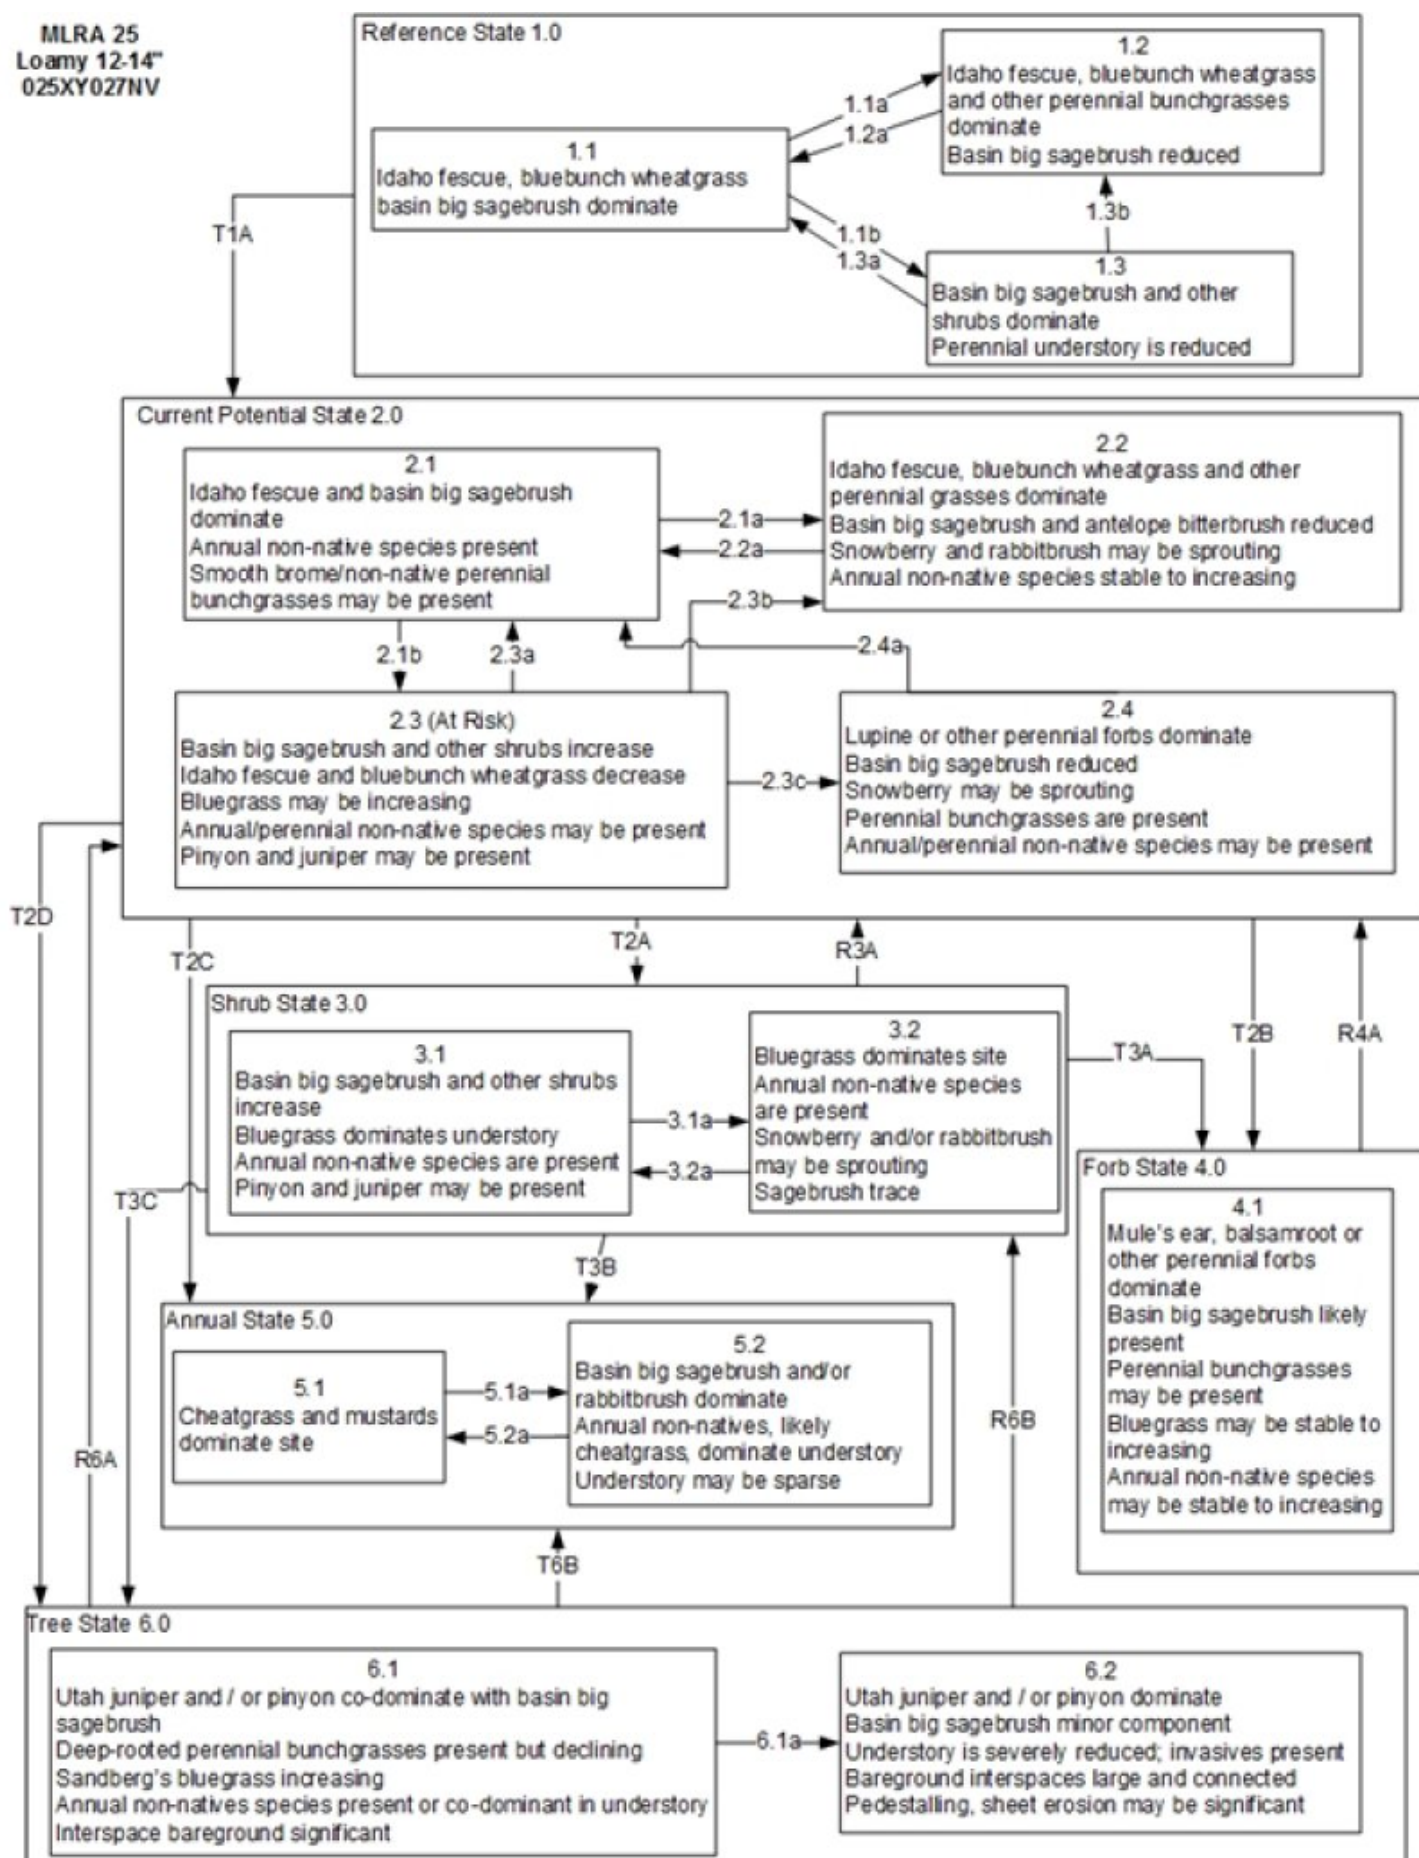 MLRA 25
Loamy 12-14"
025XY027NV
Reference State 1.0
1.1
Idaho fescue, bluebunch wheatgrass
basin big sagebrush dominate
1.1a
1.2a
1.2
Idaho fescue, bluebunch wheatgrass
and other perennial bunchgrasses
dominate
Basin big sagebrush reduced
1.3b
1.1b
1.3a
1.3
Basin big sagebrush and other
shrubs dominate
Perennial understory is reduced
T1A
Current Potential State 2.0
2.1
Idaho fescue and basin big sagebrush
dominate
Annual non-native species present
Smooth brome/non-native perennial
bunchgrasses may be present
2.1a
2.2a
2.3b
2.2
Idaho fescue, bluebunch wheatgrass and other
perennial grasses dominate
Basin big sagebrush and antelope bitterbrush reduced
Snowberry and rabbitbrush may be sprouting
Annual non-native species stable to increasing
2.1b
2.3a
2.4a
2.3 (At Risk)
Basin big sagebrush and other shrubs increase
Idaho fescue and bluebunch wheatgrass decrease
Bluegrass may be increasing
Annual/perennial non-native species may be present
Pinyon and juniper may be present
2.3c
2.4
Lupine or other perennial forbs dominate
Basin big sagebrush reduced
Snowberry may be sprouting
Perennial bunchgrasses are present
Annual/perennial non-native species may be present
T2D
T2C
T2A
R3A
T2B
R4A
Shrub State 3.0
3.1
Basin big sagebrush and other shrubs
increase
Bluegrass dominates understory
Annual non-native species are present
Pinyon and juniper may be present
3.1a
3.2a
3.2
Bluegrass dominates site
Annual non-native species
are present
Snowberry and/or rabbitbrush
may be sprouting
Sagebrush trace
T3A
T3C
T3B
Forb State 4.0
4.1
Mule's ear, balsamroot or
other perennial forbs
dominate
Basin big sagebrush likely
present
Perennial bunchgrasses
may be present
Bluegrass may be stable to
increasing
Annual non-native species
may be stable to increasing
Annual State 5.0
5.1
Cheatgrass and mustards
dominate site
5.1a
5.2a
5.2
Basin big sagebrush and/or
rabbitbrush dominate
Annual non-natives, likely
cheatgrass, dominate understory
Understory may be sparse
R6A
R6B
T6B
Tree State 6.0
6.1
Utah juniper and / or pinyon co-dominate with basin big
sagebrush
Deep-rooted perennial bunchgrasses present but declining
Sandberg's bluegrass increasing
Annual non-natives species present or co-dominant in understory
Interspace bareground significant
6.1a
6.2
Utah juniper and / or pinyon dominate
Basin big sagebrush minor component
Understory is severely reduced; invasives present
Bareground interspaces large and connected
Pedestalling, sheet erosion may be significant